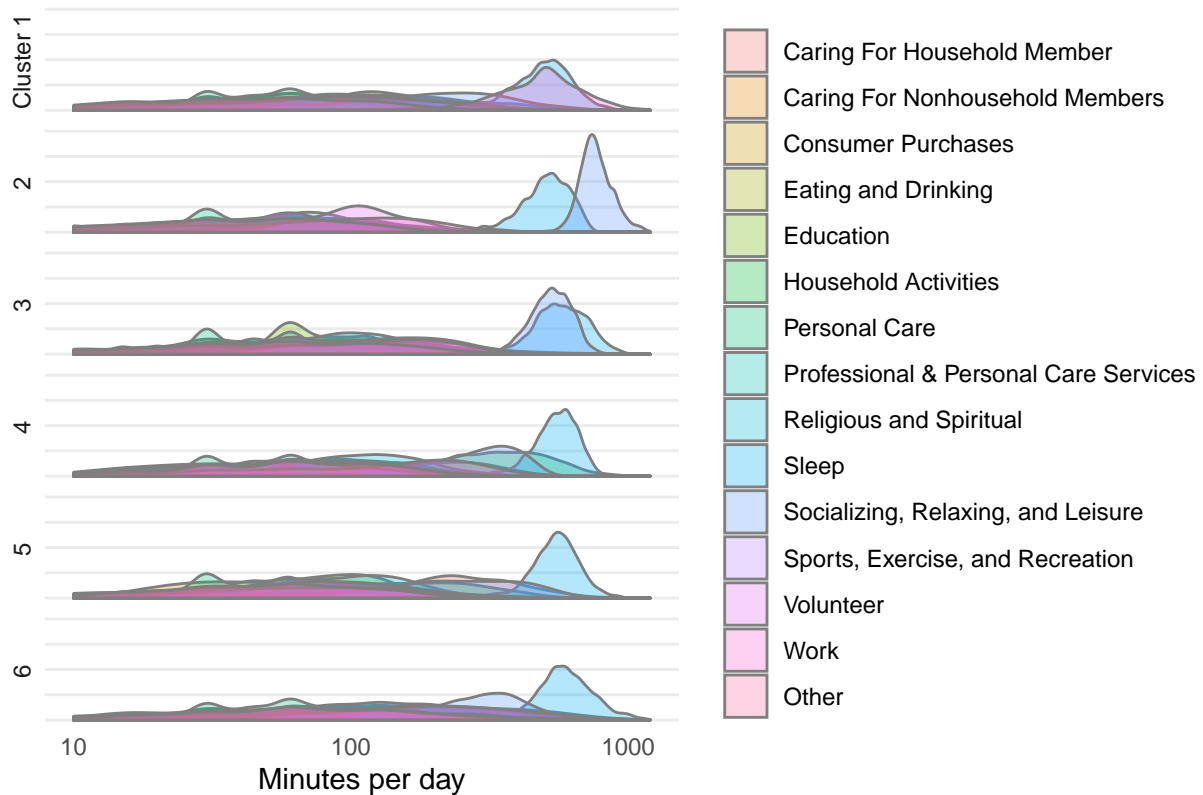 Cluster 1
2
3
4
5
6
10
100
1000
Minutes per day
Caring For Household Member
Caring For Nonhousehold Members
Consumer Purchases
Eating and Drinking
Education
Household Activities
Personal Care
Professional & Personal Care Services
Religious and Spiritual
Sleep
Socializing, Relaxing, and Leisure
Sports, Exercise, and Recreation
Volunteer
Work
Other